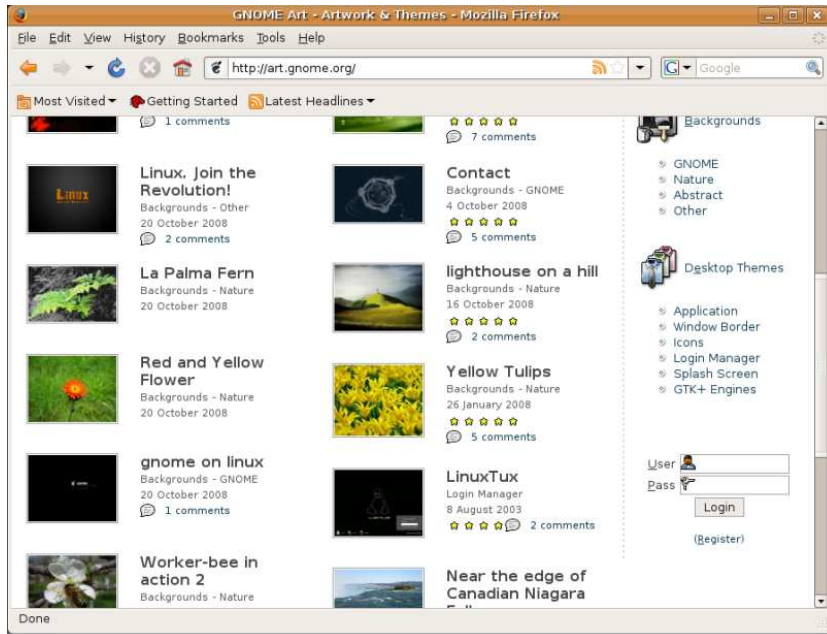 GNOME Art - Artwork & Themes - Mozilla Firefox
File Edit View History Bookmarks Tools Help
http://art.gnome.org/
G Google
Most Visited Getting Started Latest Headlines
1 comments
Linux. Join the
Revolution!
Backgrounds - Other
20 October 2008
2 comments
La Palma Fern
Backgrounds - Nature
20 October 2008
Red and Yellow
Flower
Backgrounds - Nature
20 October 2008
gnome on linux
Backgrounds - GNOME
20 October 2008
1 comments
Worker-bee in
action 2
Backgrounds - Nature
7 comments
Contact
Backgrounds - GNOME
4 October 2008
5 comments
lighthouse on a hill
Backgrounds - Nature
16 October 2008
2 comments
Yellow Tulips
Backgrounds - Nature
26 January 2008
5 comments
LinuxTux
Login Manager
8 August 2003
2 comments
Near the edge of
Canadian Niagara
Backgrounds
GNOME
Nature
Abstract
Other
Desktop Themes
Application
Window Border
Icons
Login Manager
Splash Screen
GTK+ Engines
User
Pass
Login
(Register)
Linux
Done